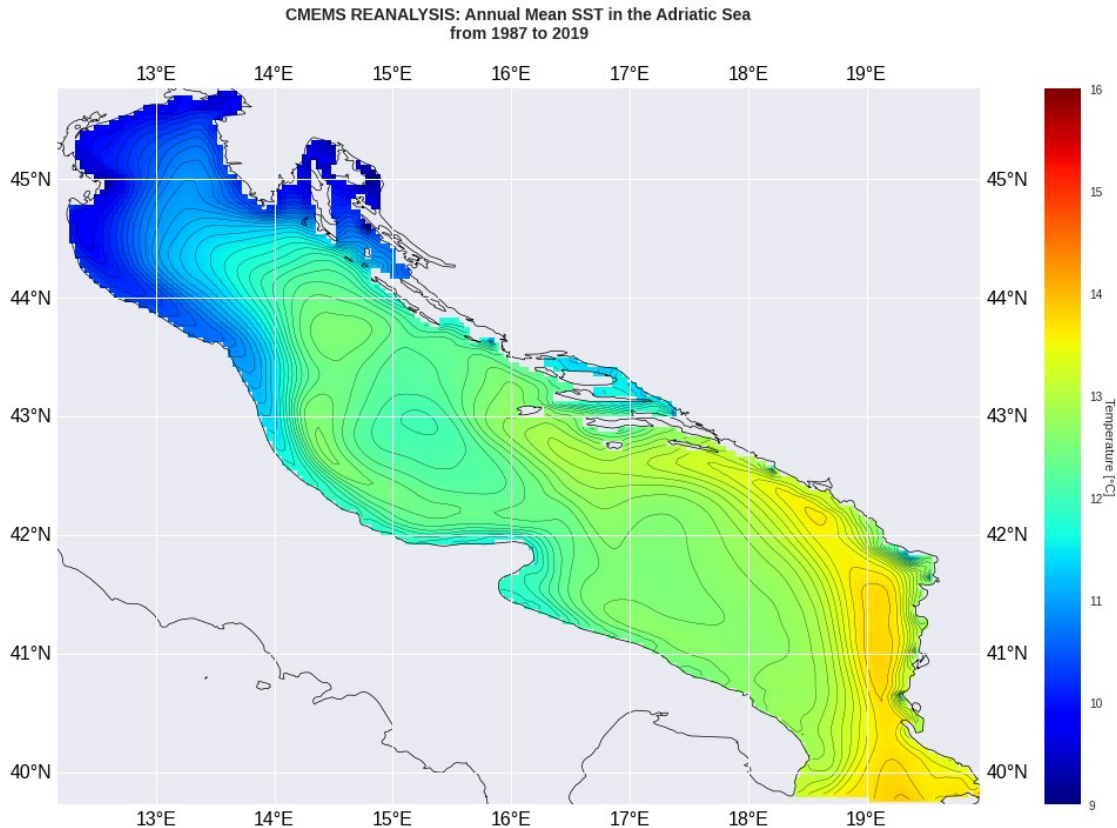 CMEMS REANALYSIS: Annual Mean SST in the Adriatic Sea
from 1987 to 2019
13°E 14°E 15°E 16°E 17°E 18°E 19°E
45°N 45°N
44°N 44°N
43°N 43°N
42°N 42°N
41°N 41°N
40°N 40°N
13°E 14°E 15°E 16°E 17°E 18°E 19°E
16
15
14
13
12
11
10
9
Temperature [°C]